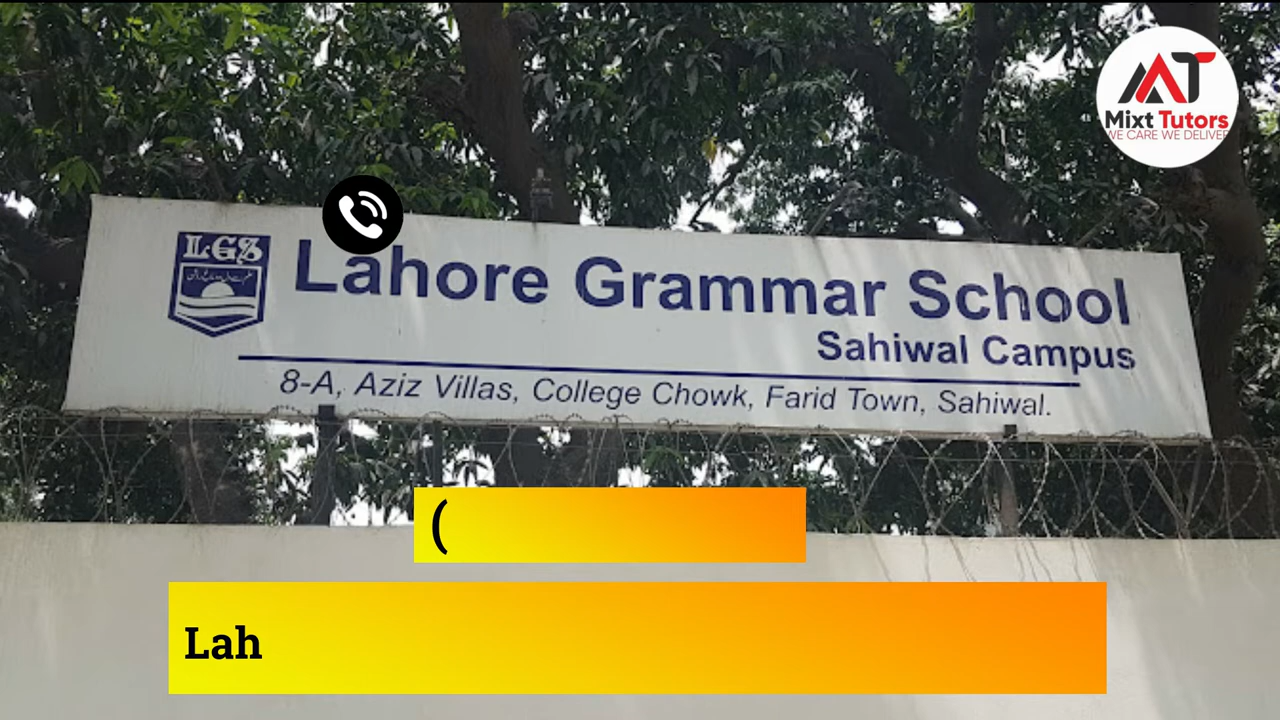 MT
Mixt Tutors
WE CARE WE DELIVER
LGS
Lahore Grammar School
Sahiwal Campus
8-A, Aziz Villas, College Chowk, Farid Town, Sahiwal.
(
Lah